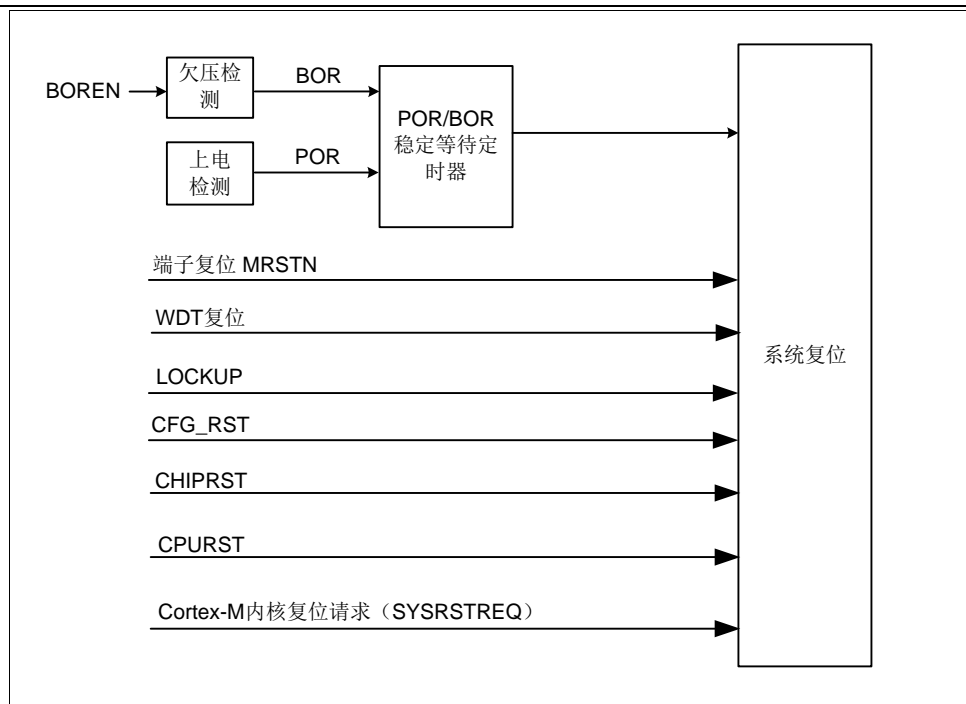 BOREN
欠压检
测
BOR
上电
检测
POR
POR/BOR
稳定等待定
时器
端子复位 MRSTN
WDT复位
LOCKUP
CFG_RST
CHIPRST
CPURST
Cortex-M内核复位请求（SYSRSTREQ）
系统复位